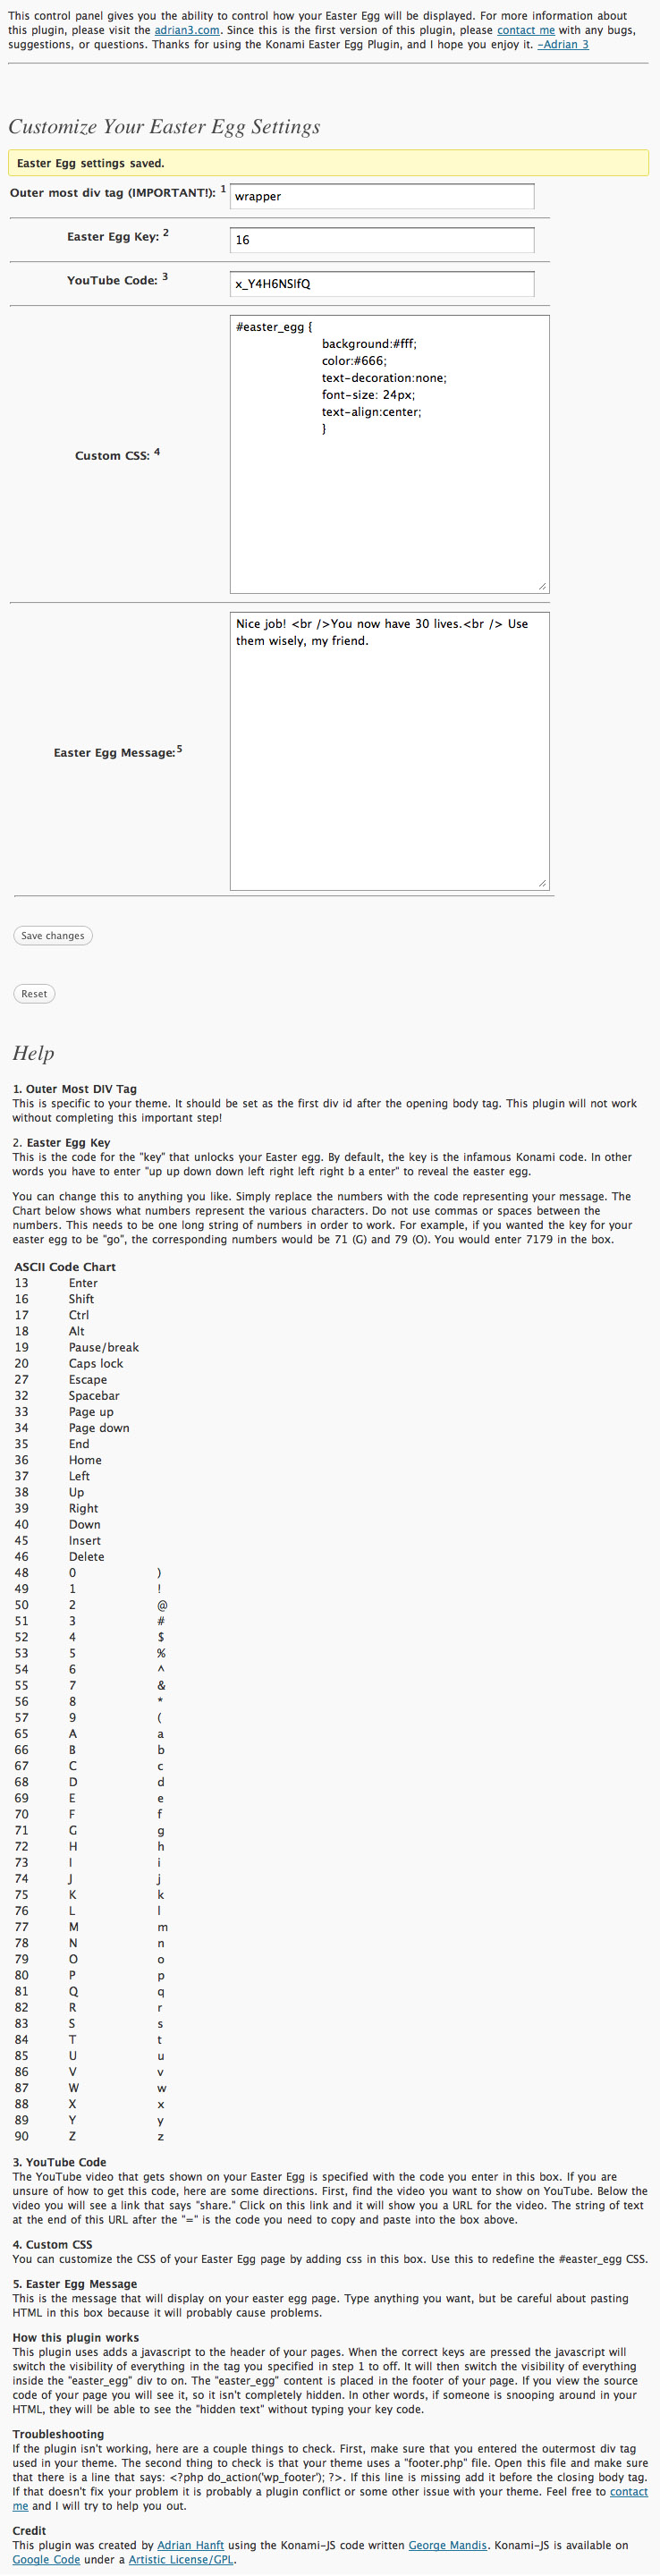 This control panel gives you the ability to control how your Easter Egg will be displayed. For more information about
this plugin, please visit the adrian3.com. Since this is the first version of this plugin, please contact me with any bugs,
suggestions, or questions. Thanks for using the Konami Easter Egg Plugin, and I hope you enjoy it. -Adrian 3
Customize Your Easter Egg Settings
Easter Egg settings saved.
Outer most div tag (IMPORTANT!): 1 wrapper
Easter Egg Key: 2 16
YouTube Code: 3 x_Y4H6NSIfQ
#easter_egg {
background:#fff;
color:#666;
text-decoration:none;
font-size: 24px;
text-align:center;
}
Custom CSS: 4
Nice job! <br />You now have 30 lives.<br /> Use
them wisely, my friend.
Easter Egg Message:5
Save changes
Reset
Help
1. Outer Most DIV Tag
This is specific to your theme. It should be set as the first div id after the opening body tag. This plugin will not work
without completing this important step!
2. Easter Egg Key
This is the code for the "key" that unlocks your Easter egg. By default, the key is the infamous Konami code. In other
words you have to enter "up up down down left right left right b a enter" to reveal the easter egg.
You can change this to anything you like. Simply replace the numbers with the code representing your message. The
Chart below shows what numbers represent the various characters. Do not use commas or spaces between the
numbers. This needs to be one long string of numbers in order to work. For example, if you wanted the key for your
easter egg to be "go", the corresponding numbers would be 71 (G) and 79 (O). You would enter 7179 in the box.
ASCII Code Chart
13 Enter
16 Shift
17 Ctrl
18 Alt
19 Pause/break
20 Caps lock
27 Escape
32 Spacebar
33 Page up
34 Page down
35 End
36 Home
37 Left
38 Up
39 Right
40 Down
45 Insert
46 Delete
48 0 )
49 1 !
50 2 @
51 3 #
52 4 $
53 5 %
54 6 ^
55 7 &
56 8 *
57 9 (
65 A a
66 B b
67 C c
68 D d
69 E e
70 F f
71 G g
72 H h
73 I i
74 J j
75 K k
76 L l
77 M m
78 N n
79 O o
80 P p
81 Q q
82 R r
83 S s
84 T t
85 U u
86 V v
87 W w
88 X x
89 Y y
90 Z z
3. YouTube Code
The YouTube video that gets shown on your Easter Egg is specified with the code you enter in this box. If you are
unsure of how to get this code, here are some directions. First, find the video you want to show on YouTube. Below the
video you will see a link that says "share." Click on this link and it will show you a URL for the video. The string of text
at the end of this URL after the "=" is the code you need to copy and paste into the box above.
4. Custom CSS
You can customize the CSS of your Easter Egg page by adding css in this box. Use this to redefine the #easter_egg CSS.
5. Easter Egg Message
This is the message that will display on your easter egg page. Type anything you want, but be careful about pasting
HTML in this box because it will probably cause problems.
How this plugin works
This plugin uses adds a javascript to the header of your pages. When the correct keys are pressed the javascript will
switch the visibility of everything in the tag you specified in step 1 to off. It will then switch the visibility of everything
inside the "easter_egg" div to on. The "easter_egg" content is placed in the footer of your page. If you view the source
code of your page you will see it, so it isn't completely hidden. In other words, if someone is snooping around in your
HTML, they will be able to see the "hidden text" without typing your key code.
Troubleshooting
If the plugin isn't working, here are a couple things to check. First, make sure that you entered the outermost div tag
used in your theme. The second thing to check is that your theme uses a "footer.php" file. Open this file and make sure
that there is a line that says: <?php do_action('wp_footer'); ?>. If this line is missing add it before the closing body tag.
If that doesn't fix your problem it is probably a plugin conflict or some other issue with your theme. Feel free to contact
me and I will try to help you out.
Credit
This plugin was created by Adrian Hanft using the Konami-JS code written George Mandis. Konami-JS is available on
Google Code under a Artistic License/GPL.